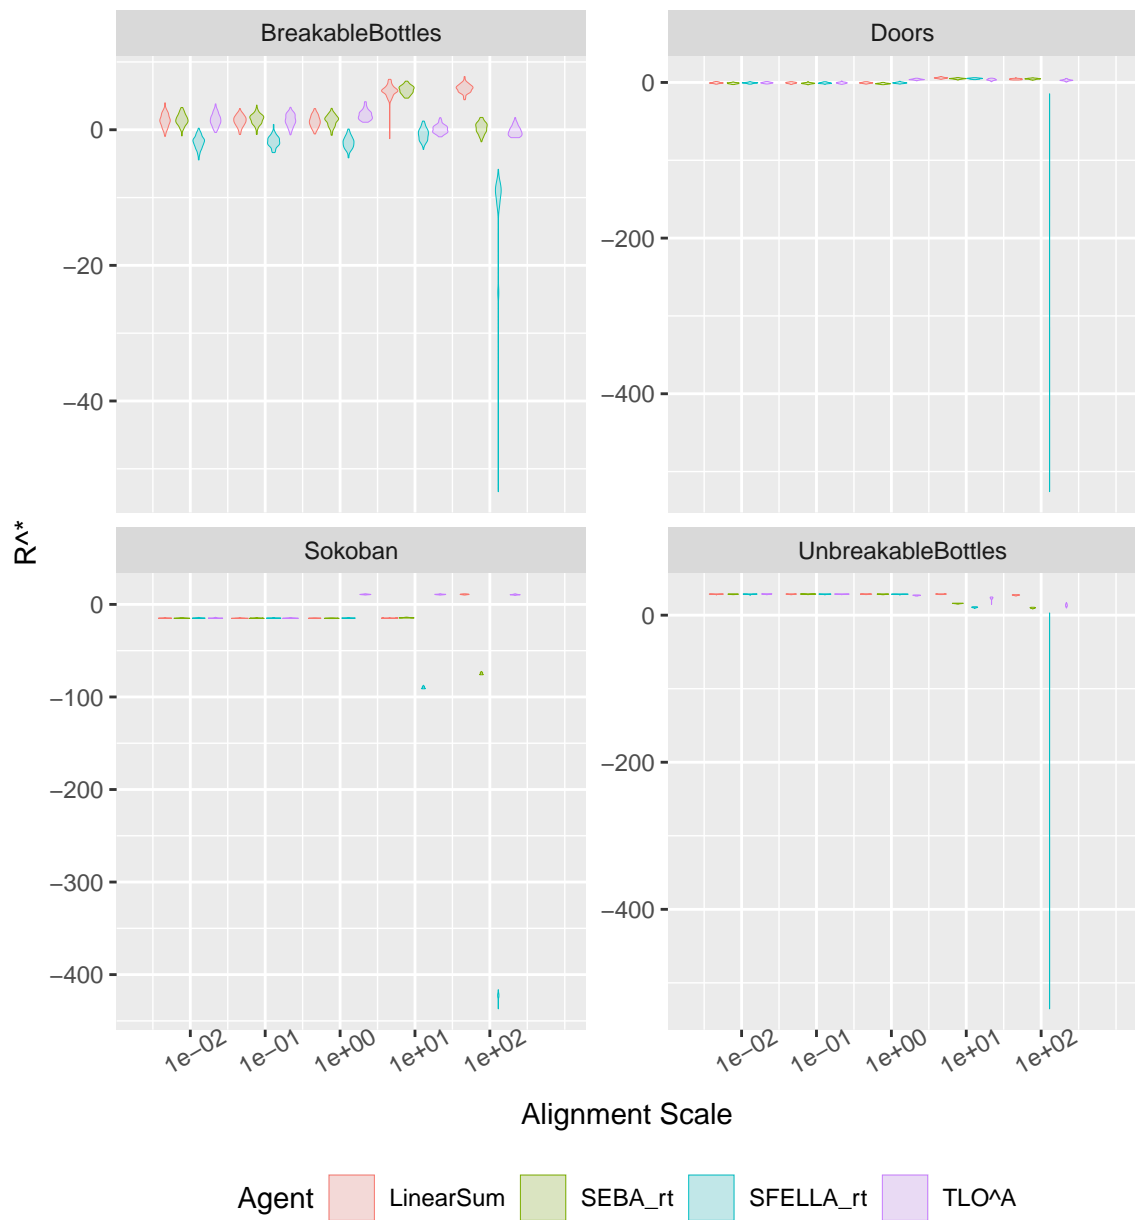 BreakableBottles
Doors
0
−20
−40
0
−200
−400
R^*
Sokoban
UnbreakableBottles
0
−100
−200
−300
−400
0
−200
−400
1e−02
1e−01
1e+00
1e+01
1e+02
1e−02
1e−01
1e+00
1e+01
1e+02
Alignment Scale
Agent LinearSum SEBA_rt SFELLA_rt TLO^A